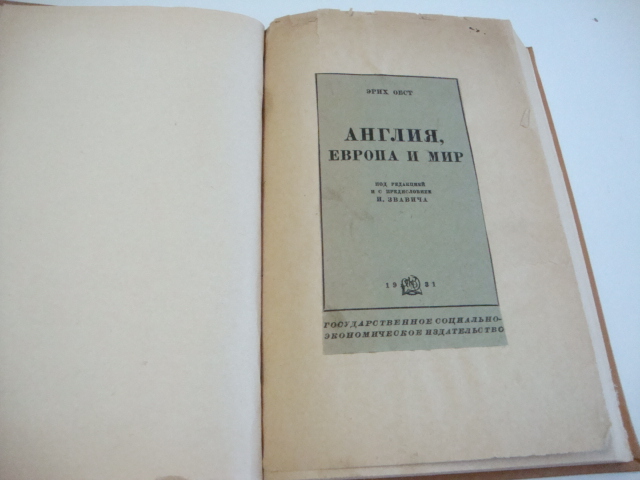 ЭРИХ ОБСТ
АНГЛИЯ,
ЕВРОПА И МИР
ПОД РЕДАКЦИЕЙ
И С ПРЕДИСЛОВИЕМ
И. ЗВАВИЧА
19 31
ГОСУДАРСТВЕННОЕ СОЦИАЛЬНО-
ЭКОНОМИЧЕСКОЕ ИЗДАТЕЛЬСТВО